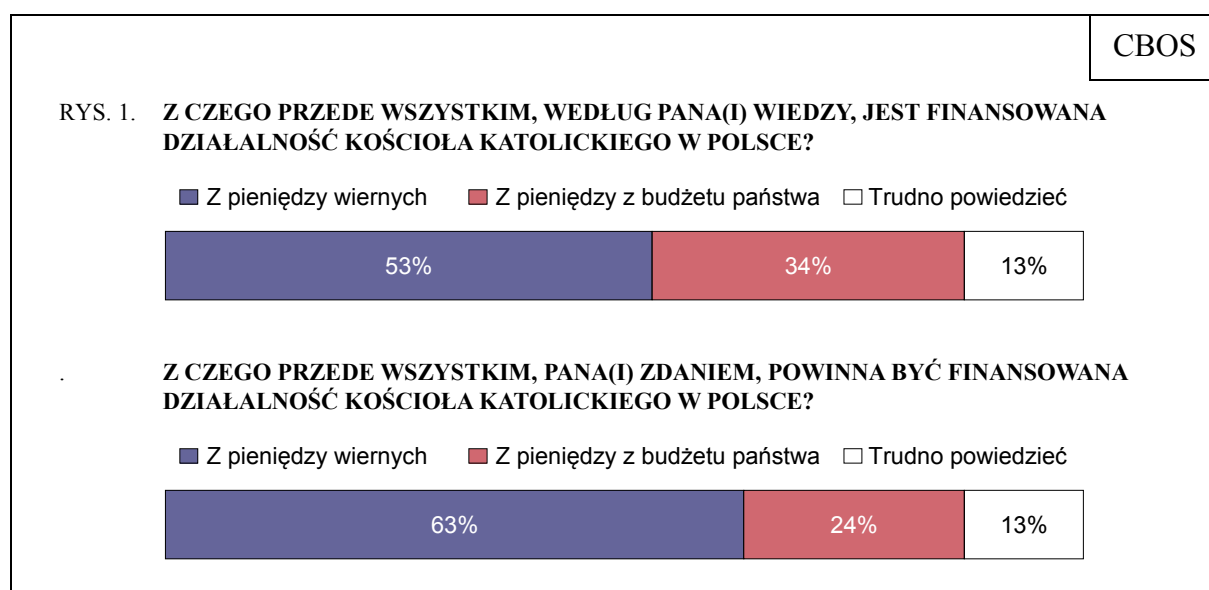 CBOS
RYS. 1. Z CZEGO PRZEDE WSZYSTKIM, WEDŁUG PANA(I) WIEDZY, JEST FINANSOWANA
DZIAŁALNOŚĆ KOŚCIOŁA KATOLICKIEGO W POLSCE?
Z pieniędzy wiernych Z pieniędzy z budżetu państwa Trudno powiedzieć
53% 34% 13%
. Z CZEGO PRZEDE WSZYSTKIM, PANA(I) ZDANIEM, POWINNA BYĆ FINANSOWANA
DZIAŁALNOŚĆ KOŚCIOŁA KATOLICKIEGO W POLSCE?
Z pieniędzy wiernych Z pieniędzy z budżetu państwa Trudno powiedzieć
63% 24% 13%